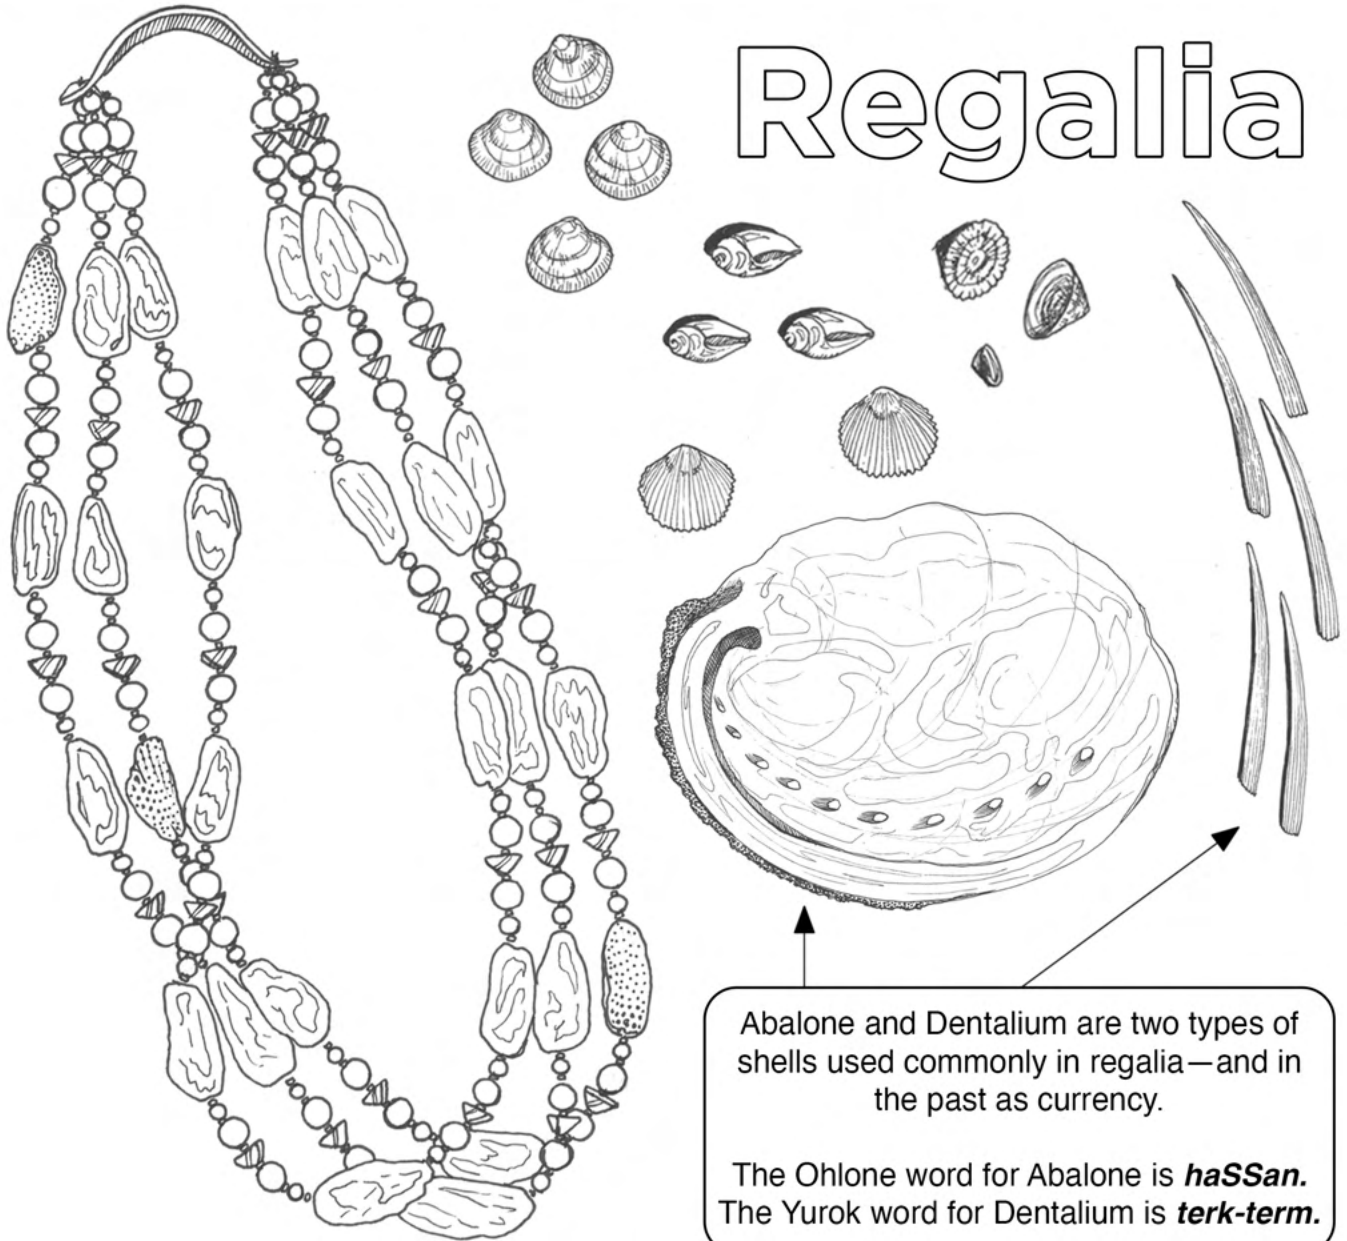 Regalia
Abalone and Dentalium are two types of
shells used commonly in regalia—and in
the past as currency.
The Ohlone word for Abalone is haSSan.
The Yurok word for Dentalium is terk-term.